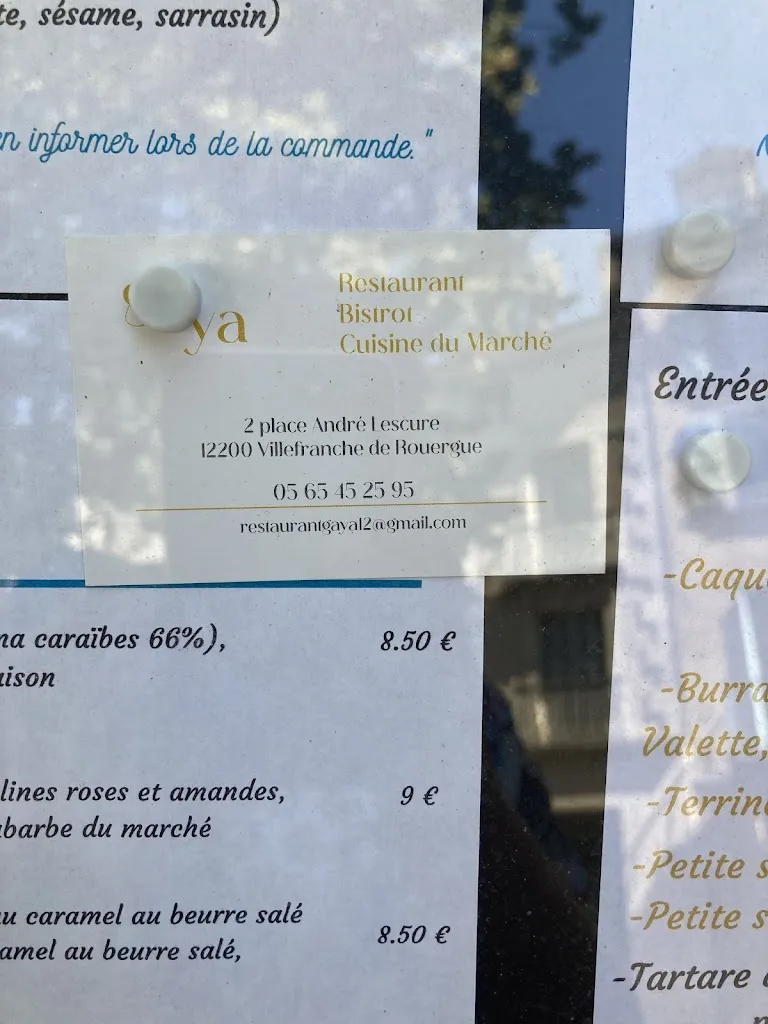 te, sésame, sarrasin)
en informer lors de la commande."
ya
Restaurant
Bistrot
Cuisine du Marché
2 place André Lescure
12200 Villefranche de Rouergue
05 65 45 25 95
restaurantgaya12@gmail.com
na caraïbes 66%),
aison
8.50 €
lines roses et amandes,
9 €
barbe du marché
au caramel au beurre salé
8.50 €
amel au beurre salé,
Entrée
-Caqu
-Burra
Valette,
-Terrin
-Petite s
-Petite s
-Tartare